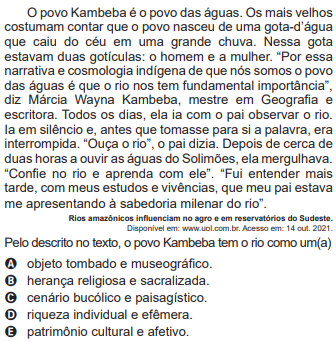 O povo Kambeba é o povo das águas. Os mais velhos
costumam contar que o povo nasceu de uma gota-d'água
que caiu do céu em uma grande chuva. Nessa gota
estavam duas gotículas: o homem e a mulher. “Por essa
narrativa e cosmologia indígena de que nós somos o povo
das águas é que o rio nos tem fundamental importância”,
diz Márcia Wayna Kambeba, mestre em Geografia e
escritora. Todos os dias, ela ia com o pai observar o rio.
Ia em silêncio e, antes que tomasse para si a palavra, era
interrompida. “Ouça o rio”, o pai dizia. Depois de cerca de
duas horas a ouvir as águas do Solimões, ela mergulhava.
“Confie no rio e aprenda com ele”. “Fui entender mais
tarde, com meus estudos e vivências, que meu pai estava
me apresentando à sabedoria milenar do rio”.
Rios amazônicos influenciam no agro e em reservatórios do Sudeste.
Disponível em: www.uol.com.br. Acesso em: 14 out. 2021.
Pelo descrito no texto, o povo Kambeba tem o rio como um(a)
A objeto tombado e museográfico.
B herança religiosa e sacralizada.
C cenário bucólico e paisagístico.
D riqueza individual e efêmera.
E patrimônio cultural e afetivo.